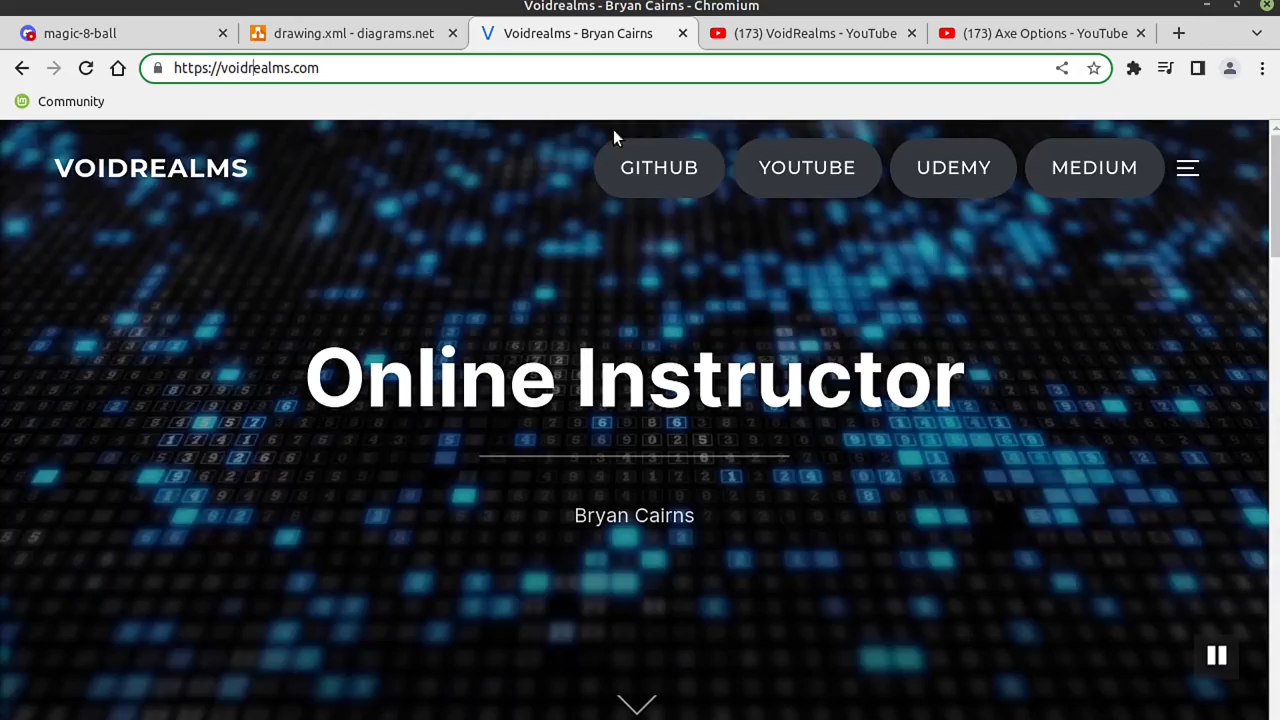 Voidrealms - Bryan Cairns - Chromium
magic-8-ball
drawing.xml - diagrams.net
Voidrealms - Bryan Cairns
(173) VoidRealms - YouTube
(173) Axe Options - YouTube
https://voidrealms.com
Community
VOIDREALMS
GITHUB
YOUTUBE
UDEMY
MEDIUM
Online Instructor
Bryan Cairns